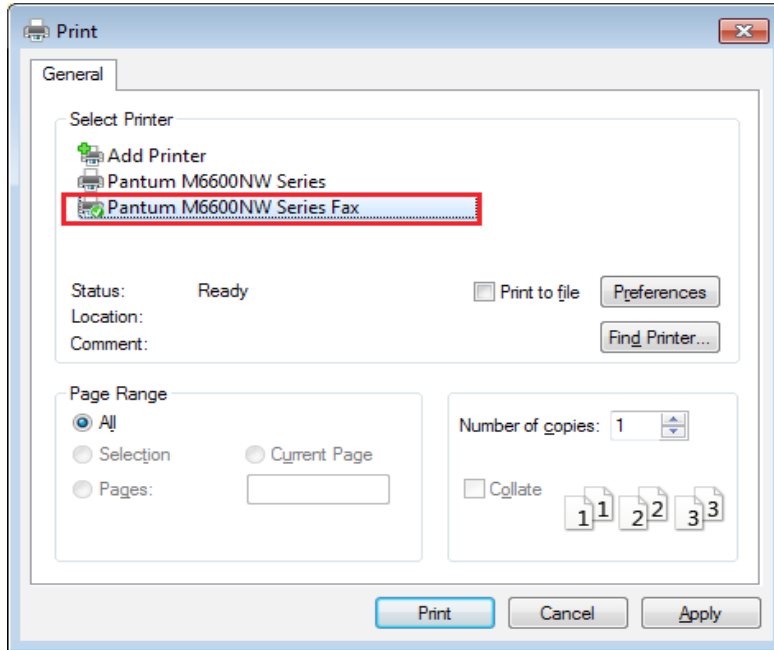 Print
General
Select Printer
Add Printer
Pantum M6600NW Series
Pantum M6600NW Series Fax
Status: Ready
Print to file
Preferences
Location:
Comment:
Find Printer...
Page Range
All
Selection
Current Page
Pages:
Number of copies: 1
Collate
1 1 2 2 3 3
Print
Cancel
Apply